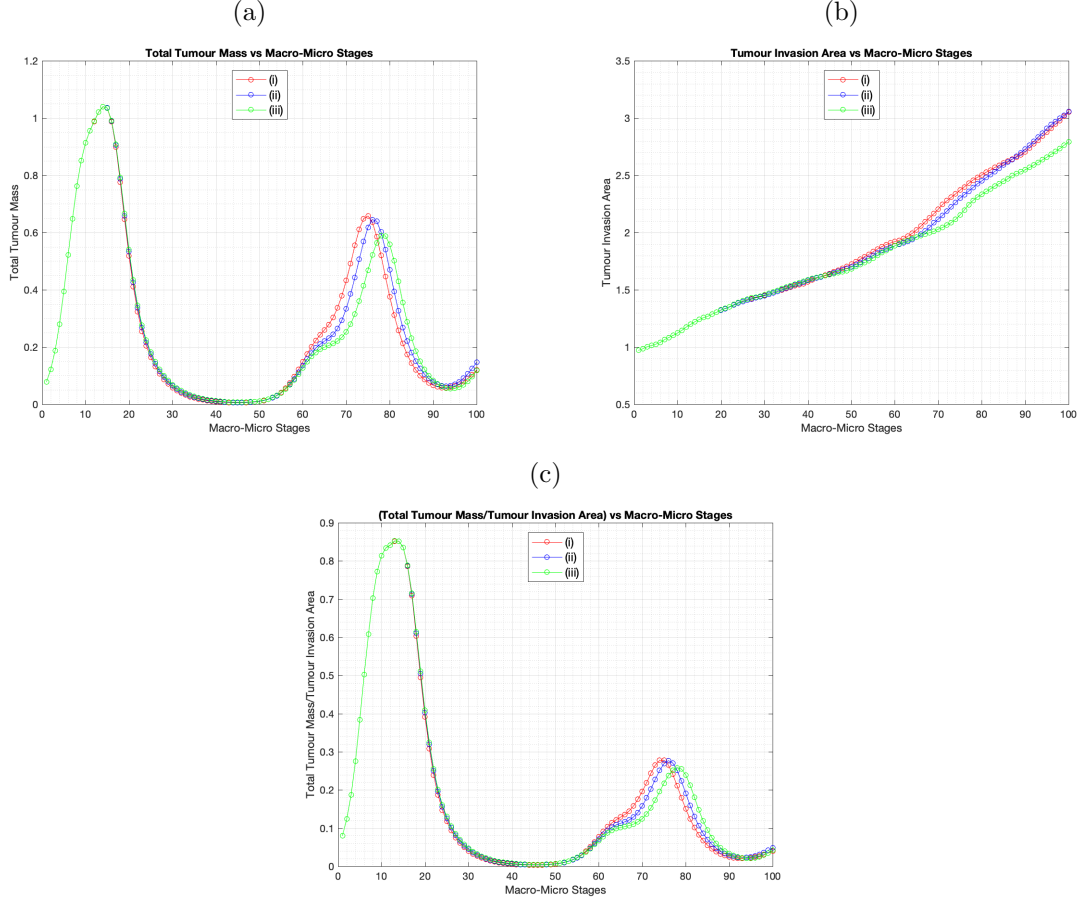 (a)
Total Tumour Mass vs Macro-Micro Stages
1.2
1
0.8
0.6
0.4
0.2
0
Total Tumour Mass
(i)
(ii)
(iii)
0 10 20 30 40 50 60 70 80 90 100
Macro-Micro Stages
(b)
Tumour Invasion Area vs Macro-Micro Stages
3.5
3
2.5
2
1.5
1
0.5
Tumour Invasion Area
(i)
(ii)
(iii)
0 10 20 30 40 50 60 70 80 90 100
Macro-Micro Stages
(c)
(Total Tumour Mass/Tumour Invasion Area) vs Macro-Micro Stages
0.9
0.8
0.7
0.6
0.5
0.4
0.3
0.2
0.1
0
Total Tumour Mass/Tumour Invasion Area
(i)
(ii)
(iii)
0 10 20 30 40 50 60 70 80 90 100
Macro-Micro Stages